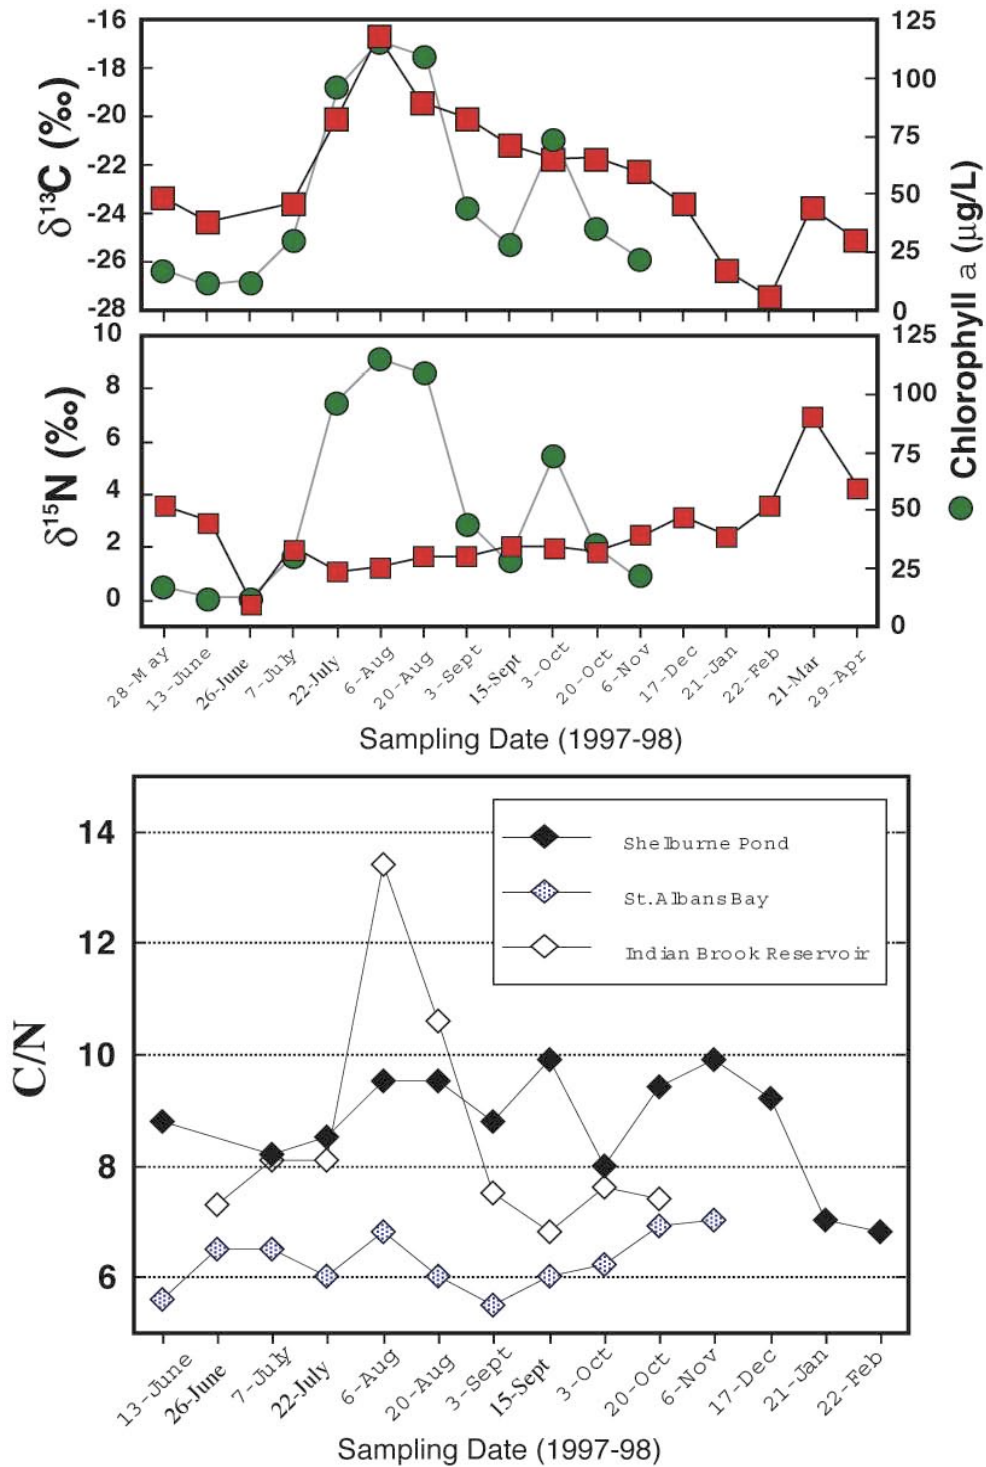 -16
-18
-20
-22
-24
-26
-28
δ13C (‰)
125
100
75
50
25
0
10
8
6
4
2
0
δ15N (‰)
125
100
75
50
25
0
Chlorophyll a (µg/L)
28-May
13-June
26-June
7-July
22-July
6-Aug
20-Aug
3-Sept
15-Sept
3-Oct
20-Oct
6-Nov
17-Dec
21-Jan
22-Feb
21-Mar
29-Apr
Sampling Date (1997-98)
14
12
10
8
6
C/N
Shelburne Pond
St.Albans Bay
Indian Brook Reservoir
13-June
26-June
7-July
22-July
6-Aug
20-Aug
3-Sept
15-Sept
3-Oct
20-Oct
6-Nov
17-Dec
21-Jan
22-Feb
Sampling Date (1997-98)